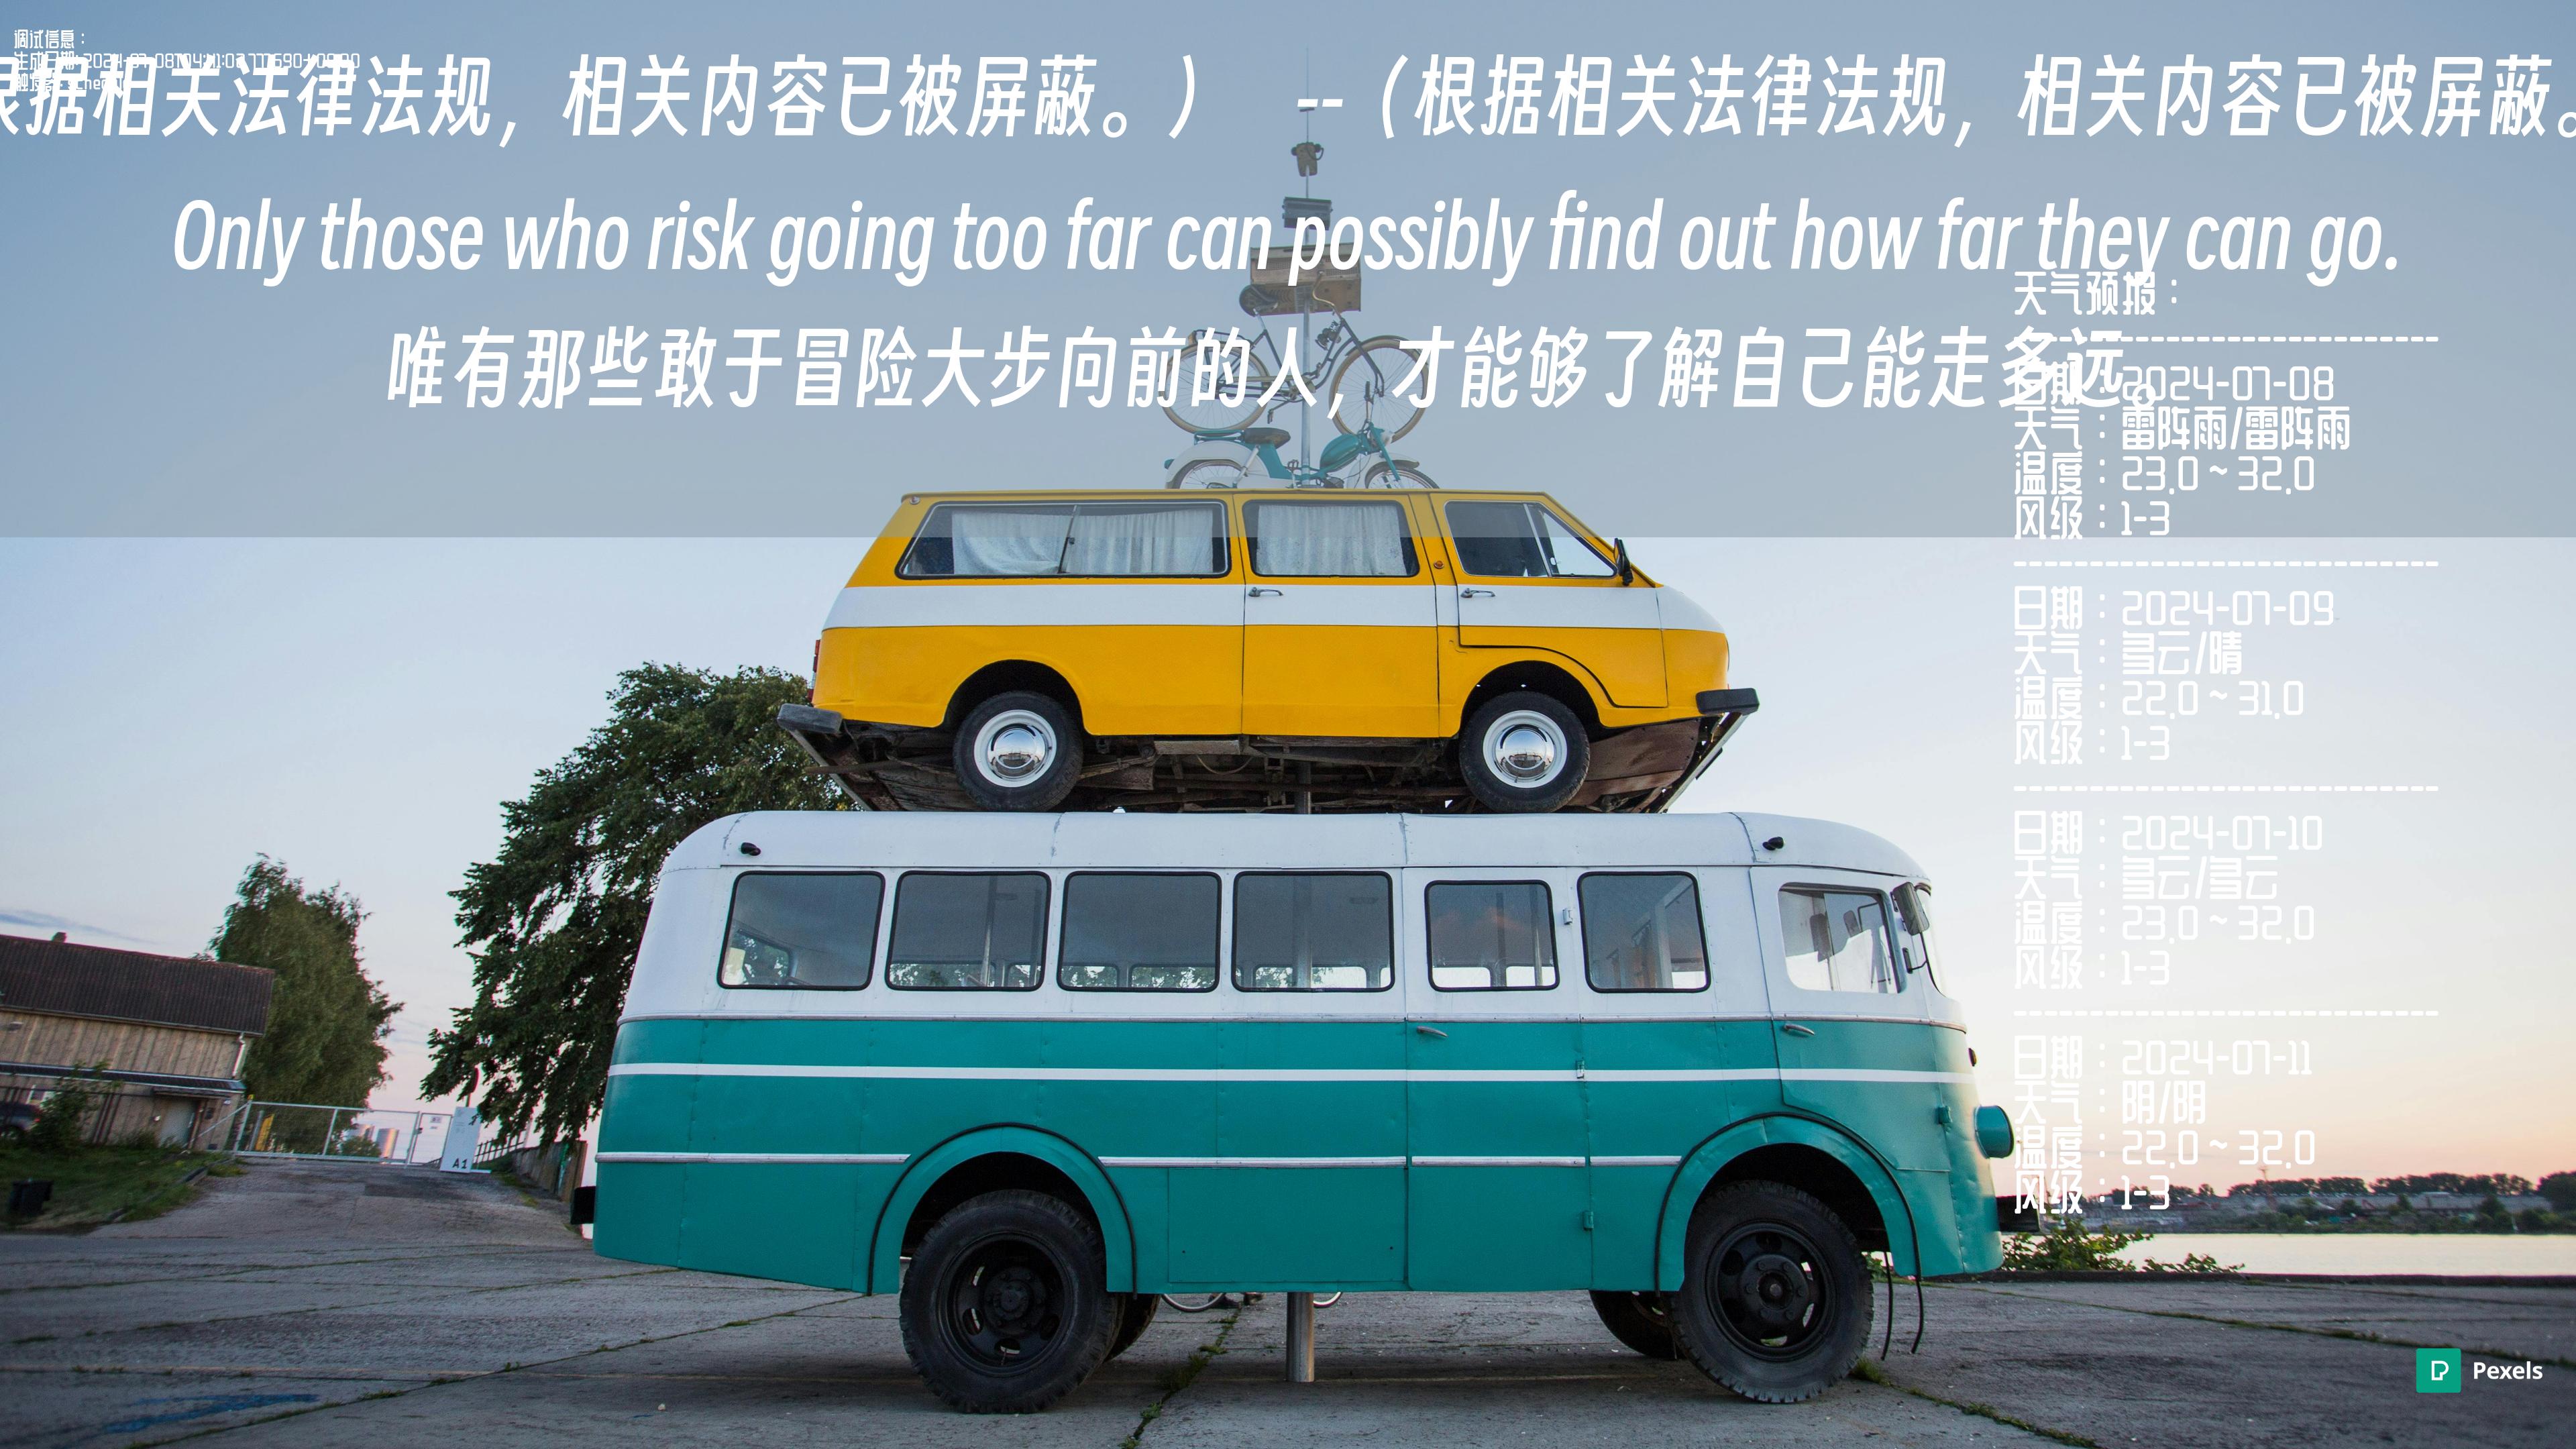 调试信息：
生成日期: 2024-07-08T04:41:02.777690+08:00
根据相关法律法规，相关内容已被屏蔽。） --（根据相关法律法规，相关内容已被屏蔽。
Only those who risk going too far can possibly find out how far they can go.
唯有那些敢于冒险大步向前的人，才能够了解自己能走多远。
天气预报：
------------------------------
日期：2024-07-08
天气：雷阵雨/雷阵雨
温度：23.0 ~ 32.0
风级：1-3
------------------------------
日期：2024-07-09
天气：多云/晴
温度：22.0 ~ 31.0
风级：1-3
------------------------------
日期：2024-07-10
天气：多云/多云
温度：23.0 ~ 32.0
风级：1-3
------------------------------
日期：2024-07-11
天气：阴/阴
温度：22.0 ~ 32.0
风级：1-3
A1
Pexels